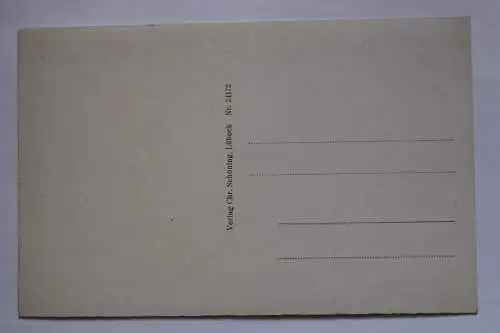 Verlag Chr. Schöning, Lübeck Nr. 24172